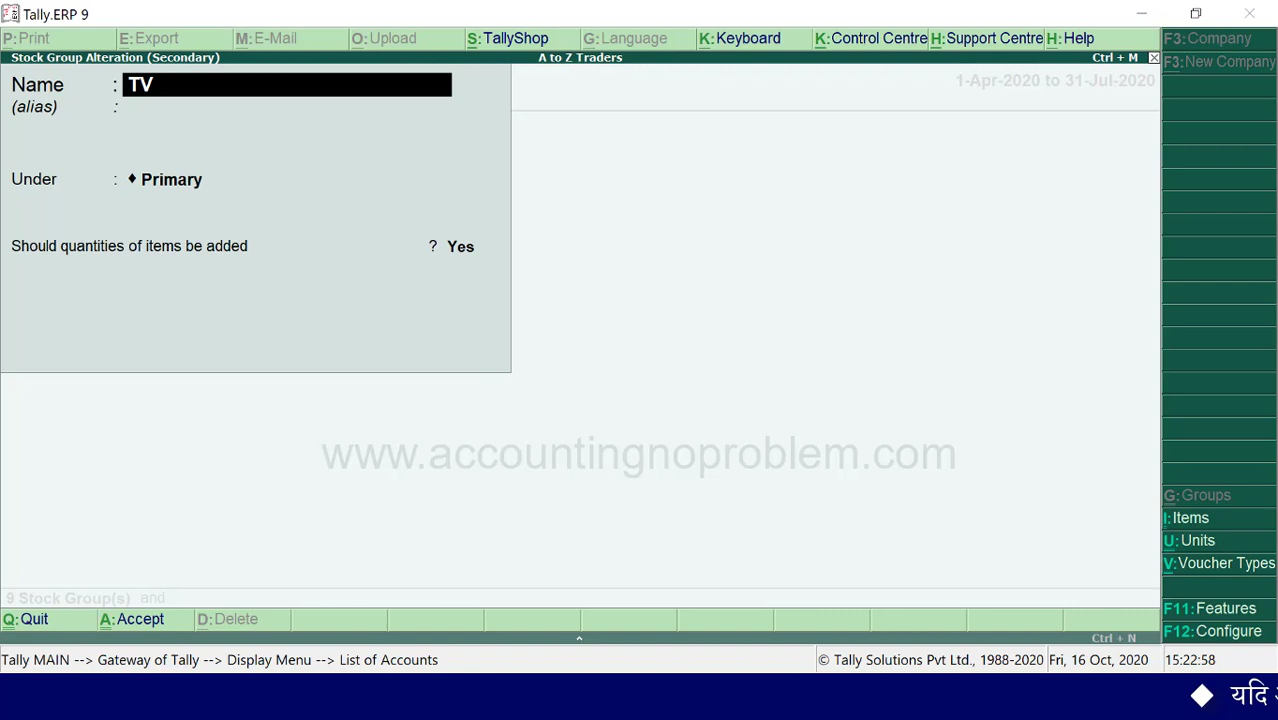 Tally.ERP 9
P: Print E: Export M: E-Mail O: Upload S: TallyShop G: Language K: Keyboard K: Control Centre H: Support Centre H: Help F3: Company
Stock Group Alteration (Secondary) A to Z Traders Ctrl + M F3: New Company
Name : TV
1-Apr-2020 to 31-Jul-2020
(alias) :
Under : ♦ Primary
Should quantities of items be added ? Yes
www.accountingnoproblem.com
G: Groups
I: Items
U: Units
V: Voucher Types
9 Stock Group(s) and
F11: Features
Q: Quit A: Accept D: Delete
F12: Configure
Ctrl + N
Tally MAIN --> Gateway of Tally --> Display Menu --> List of Accounts © Tally Solutions Pvt Ltd., 1988-2020 Fri, 16 Oct, 2020 15:22:58
यदि